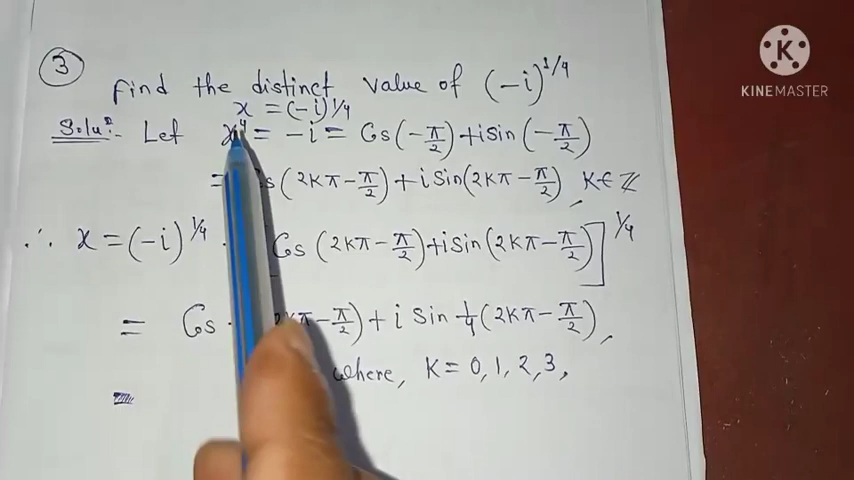 3
Find the distinct value of (-i)^{1/4}
x = (-i)^{1/4}
Solu^n:- Let x^4 = -i = Cos(-π/2) + i Sin(-π/2)
= (2Kπ - π/2) + i Sin(2Kπ - π/2), K ∈ ℤ
∴ x = (-i)^{1/4} Cos(2Kπ - π/2) + i Sin(2Kπ - π/2)]^{1/4}
= Cos π - π/2) + i Sin 1/4 (2Kπ - π/2),
where, K = 0, 1, 2, 3,
K
KINEMASTER